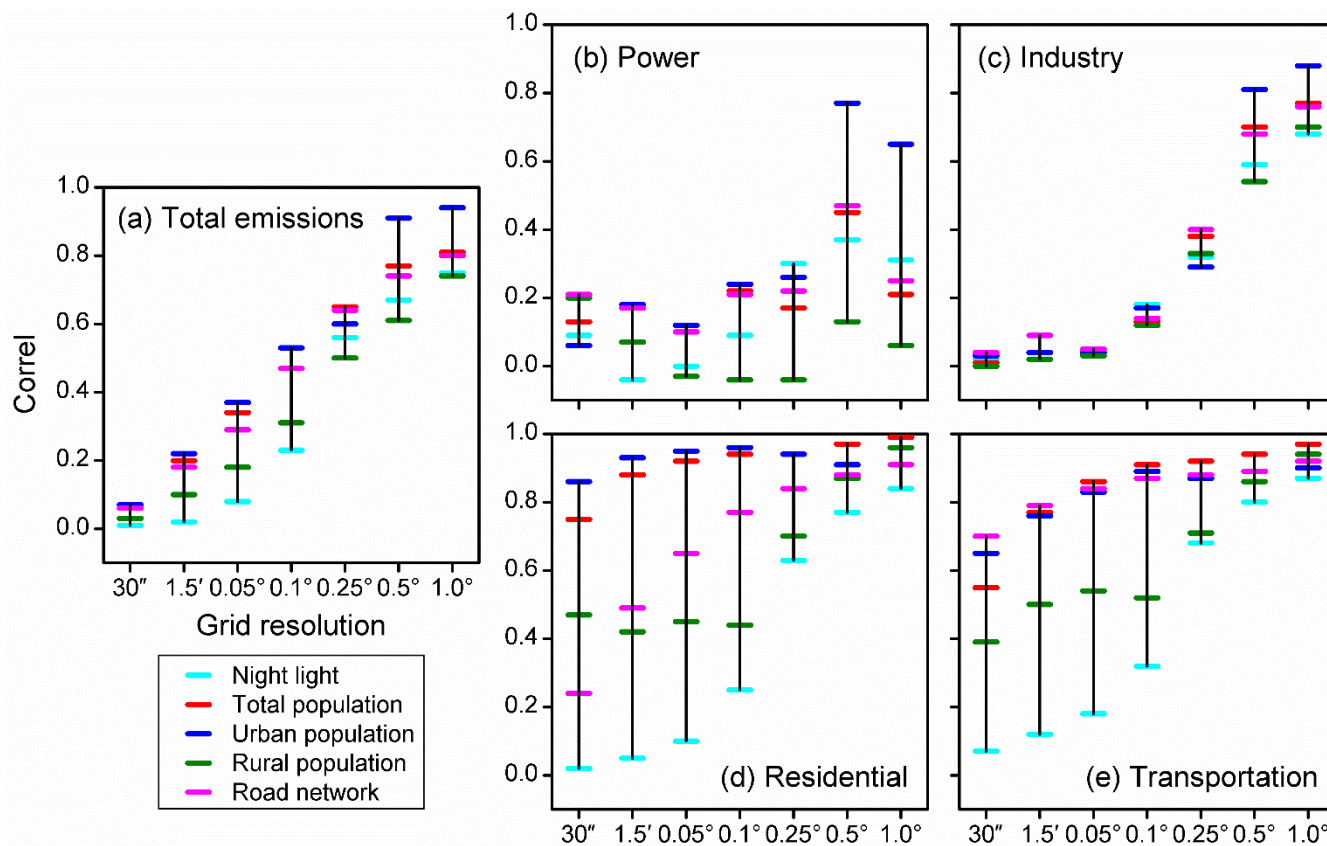 (a) Total emissions
1.0
0.8
0.6
0.4
0.2
0.0
Correl
30″ 1.5′ 0.05° 0.1° 0.25° 0.5° 1.0°
Grid resolution
Night light
Total population
Urban population
Rural population
Road network
(b) Power
1.0
0.8
0.6
0.4
0.2
0.0
(c) Industry
(d) Residential
1.0
0.8
0.6
0.4
0.2
0.0
30″ 1.5′ 0.05° 0.1° 0.25° 0.5° 1.0°
(e) Transportation
30″ 1.5′ 0.05° 0.1° 0.25° 0.5° 1.0°